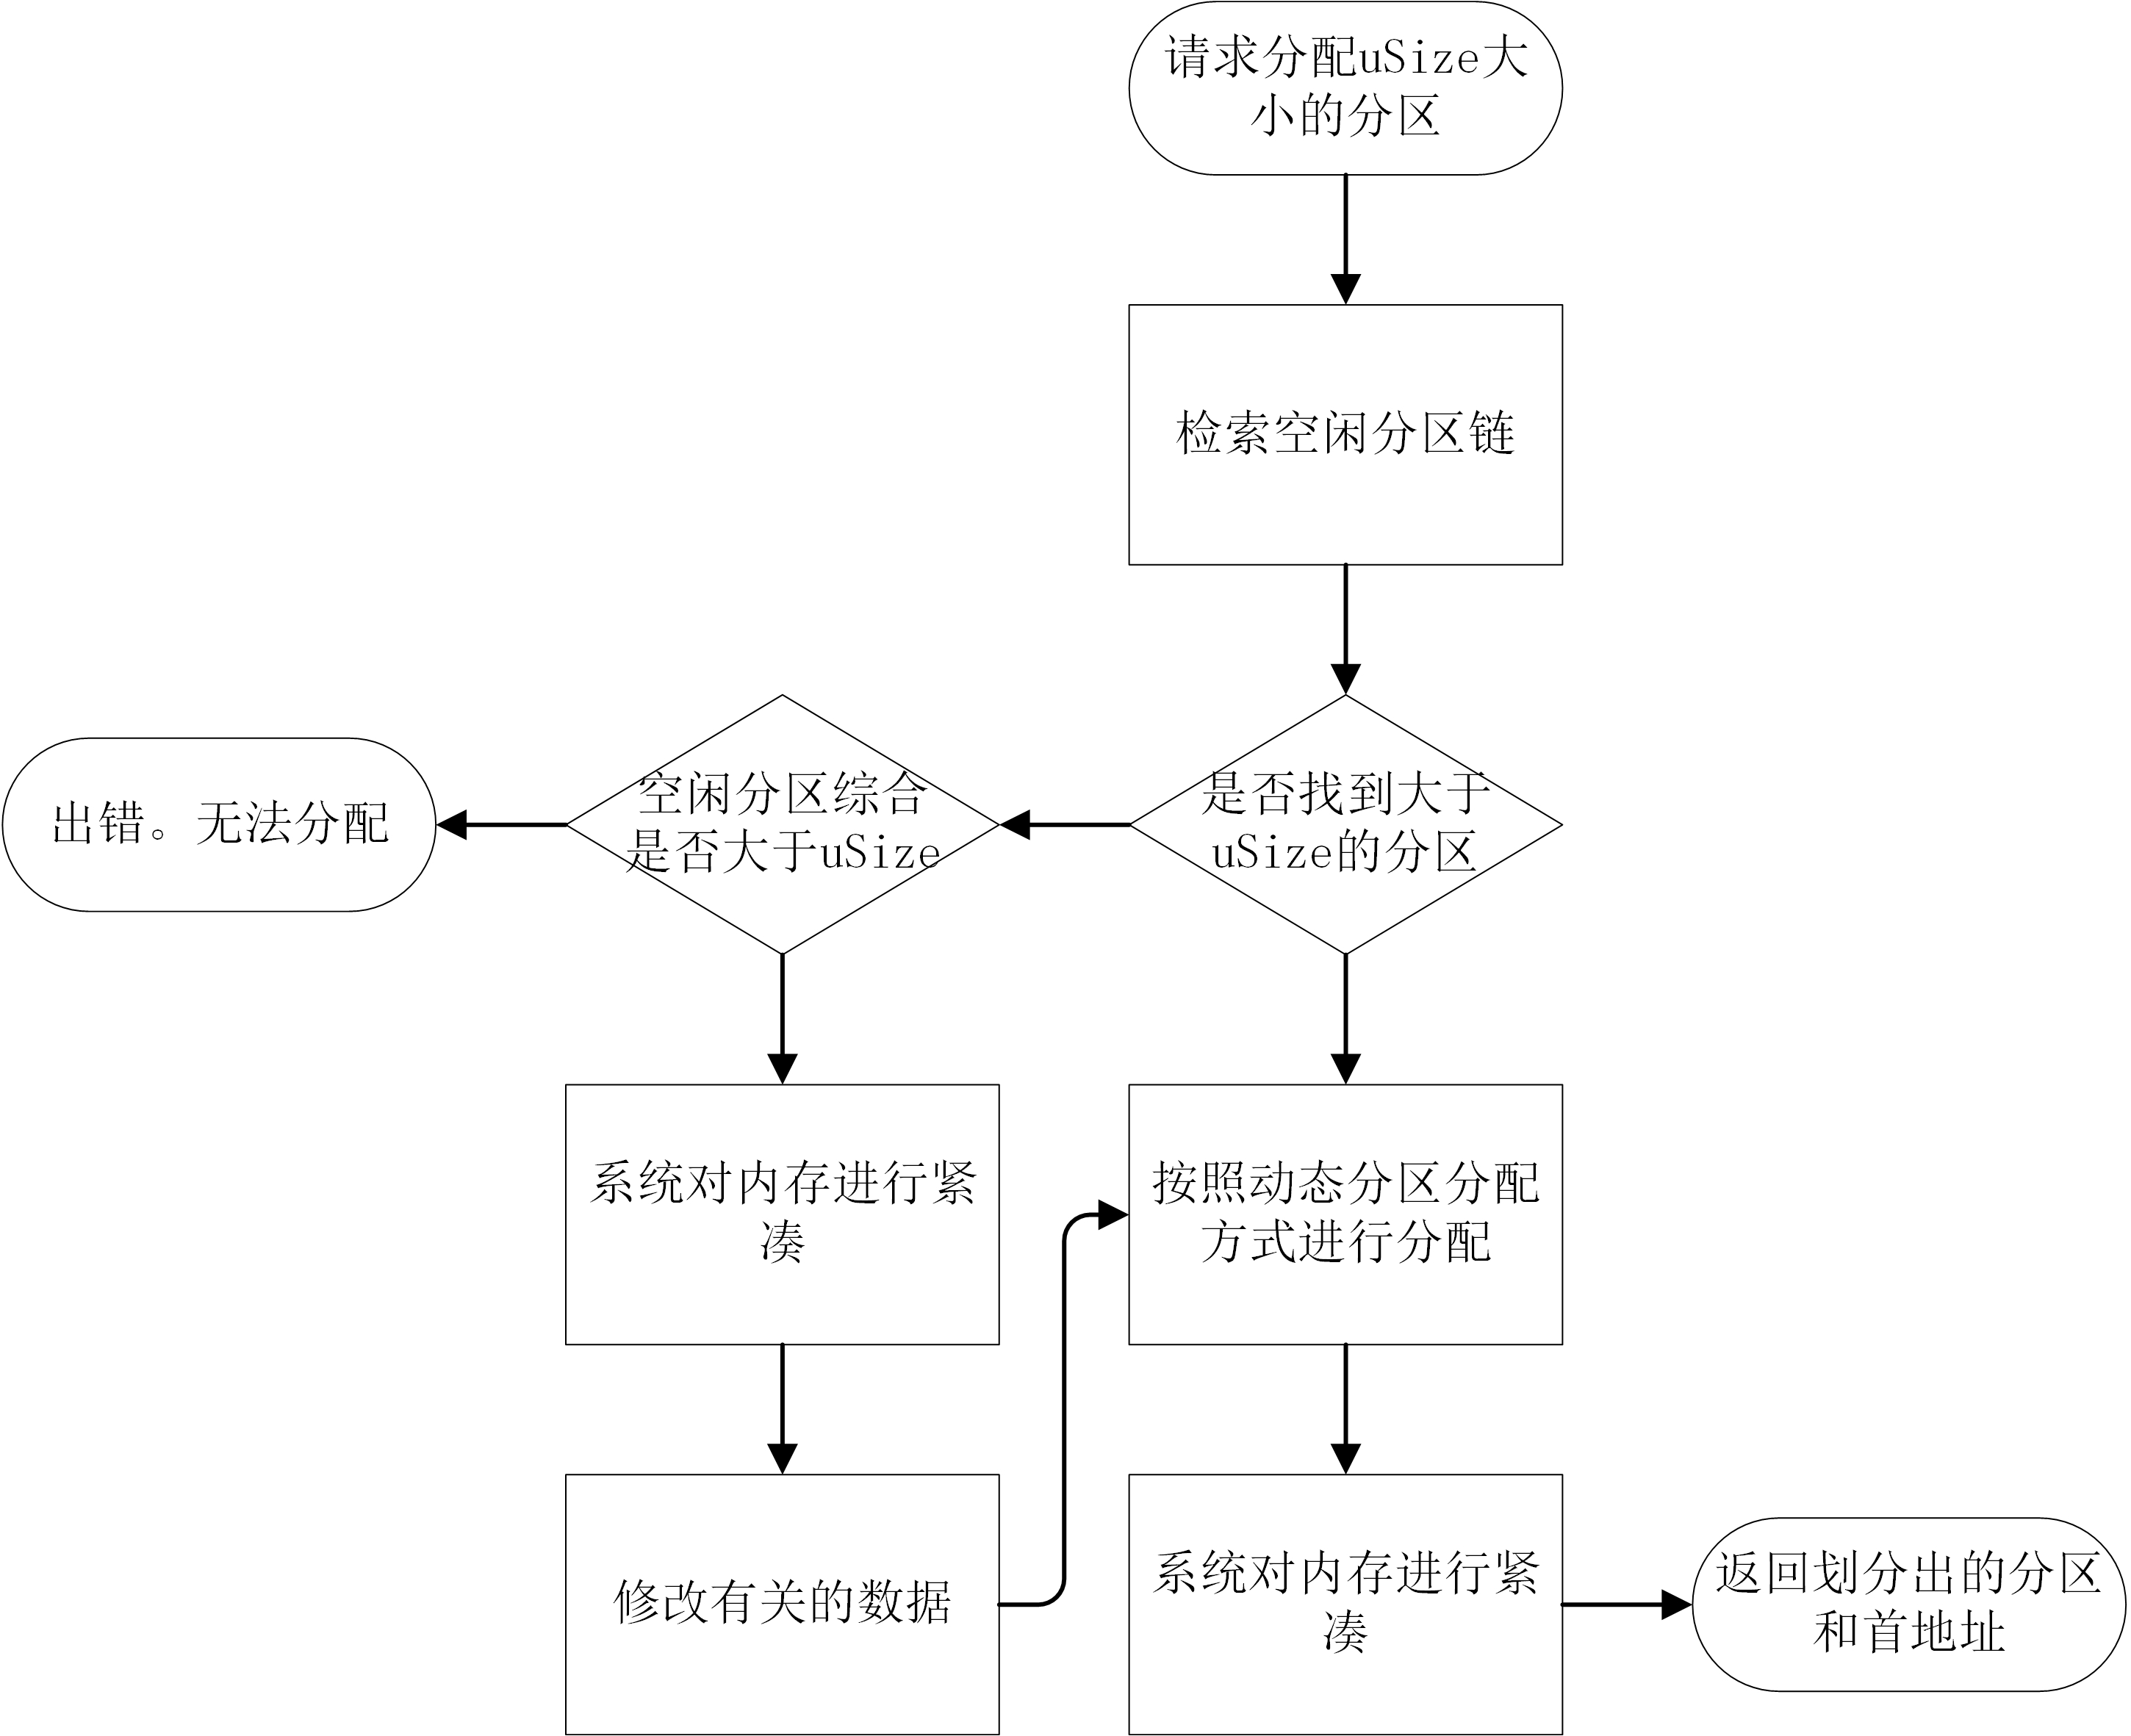 请求分配uSize大
小的分区
检索空闲分区链
是否找到大于
uSize的分区
空闲分区综合
是否大于uSize
出错。无法分配
系统对内存进行紧
凑
按照动态分区分配
方式进行分配
修改有关的数据
系统对内存进行紧
凑
返回划分出的分区
和首地址